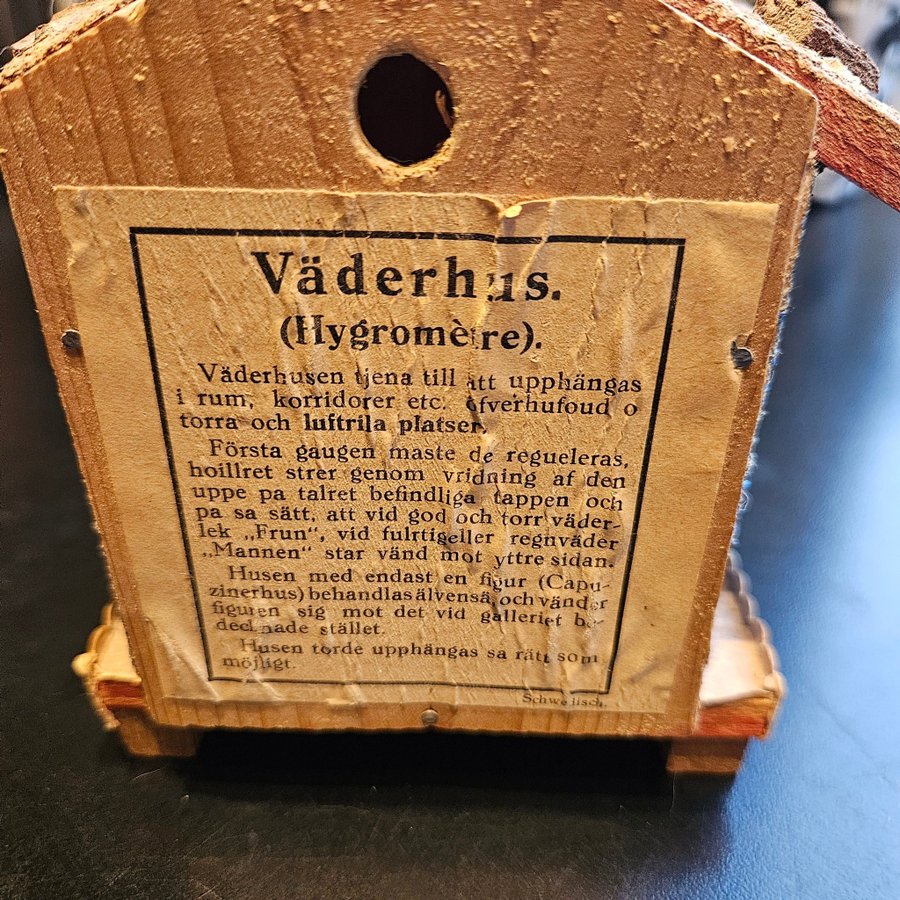 Väderhus.
(Hygromètre).
Väderhusen tjena till att upphängas
i rum, korridorer etc. öfverhufoud o
torra och luftrila platser.
Första gaugen maste de regueleras,
hoillret strer genom vridning af den
uppe pa talret befindliga tappen och
pa sa sätt, att vid god och torr väder-
lek „Frun“, vid fulrtigeller regnväder
„Mannen“ star vänd mot yttre sidan.
Husen med endast en figur (Capu-
zinerhus) behandlas älvenså, och vänder
figuren sig mot det vid galleriet be-
decknade stället.
Husen torde upphängas sa rätt som
möjligt.
Schwedisch.